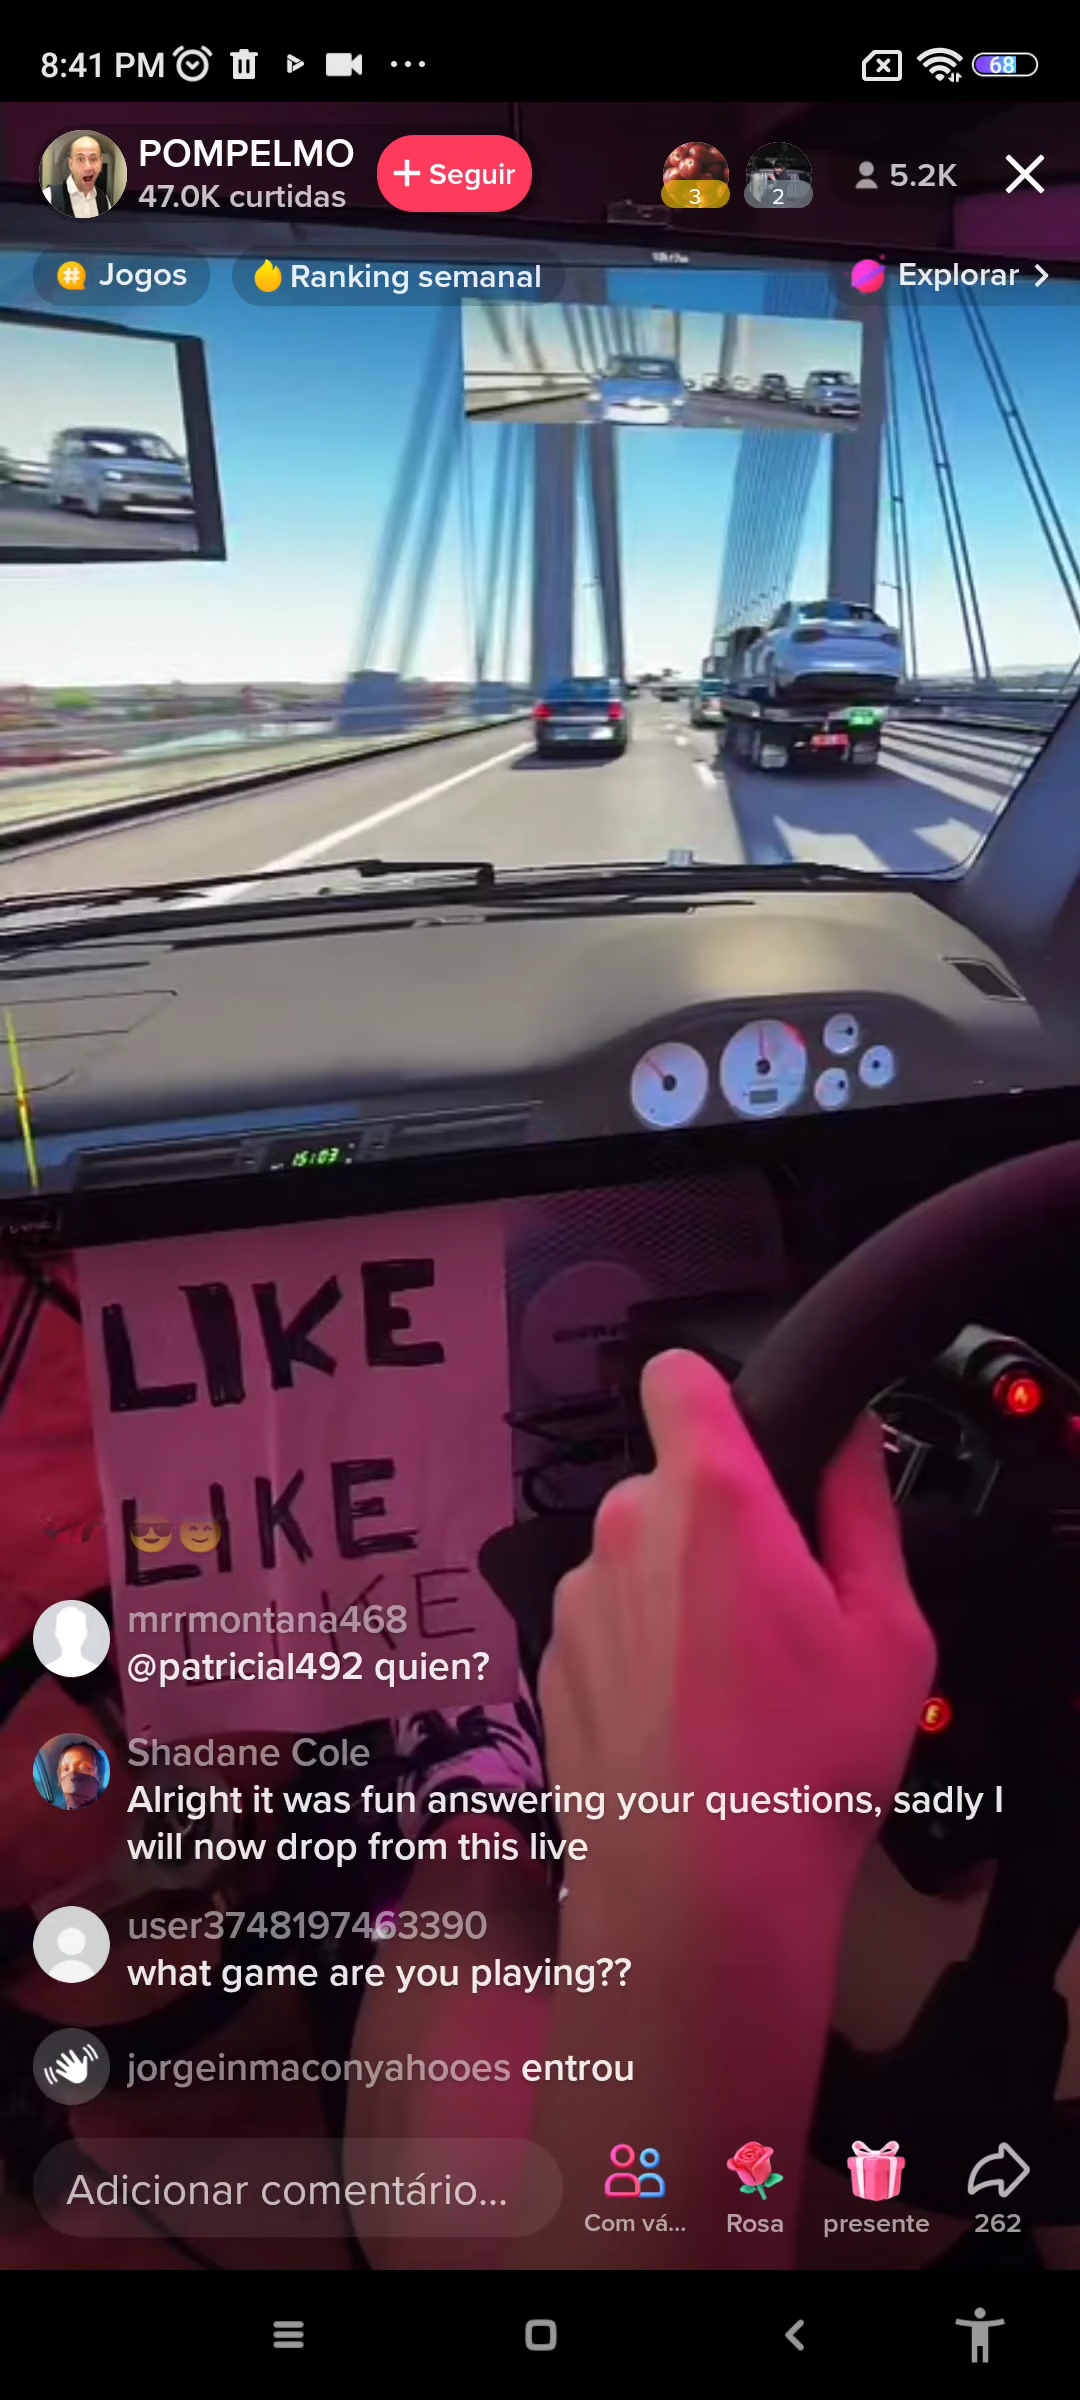 8:41 PM
68
POMPELMO
47.0K curtidas
+ Seguir
3
2
5.2K
Jogos
Ranking semanal
Explorar
15:03
LIKE
LIKE
LIKE
mrrmontana468
@patricial492 quien?
Shadane Cole
Alright it was fun answering your questions, sadly I
will now drop from this live
E
user3748197463390
what game are you playing??
jorgeinmaconyahooes entrou
Adicionar comentário...
Com vá...
Rosa
presente
262